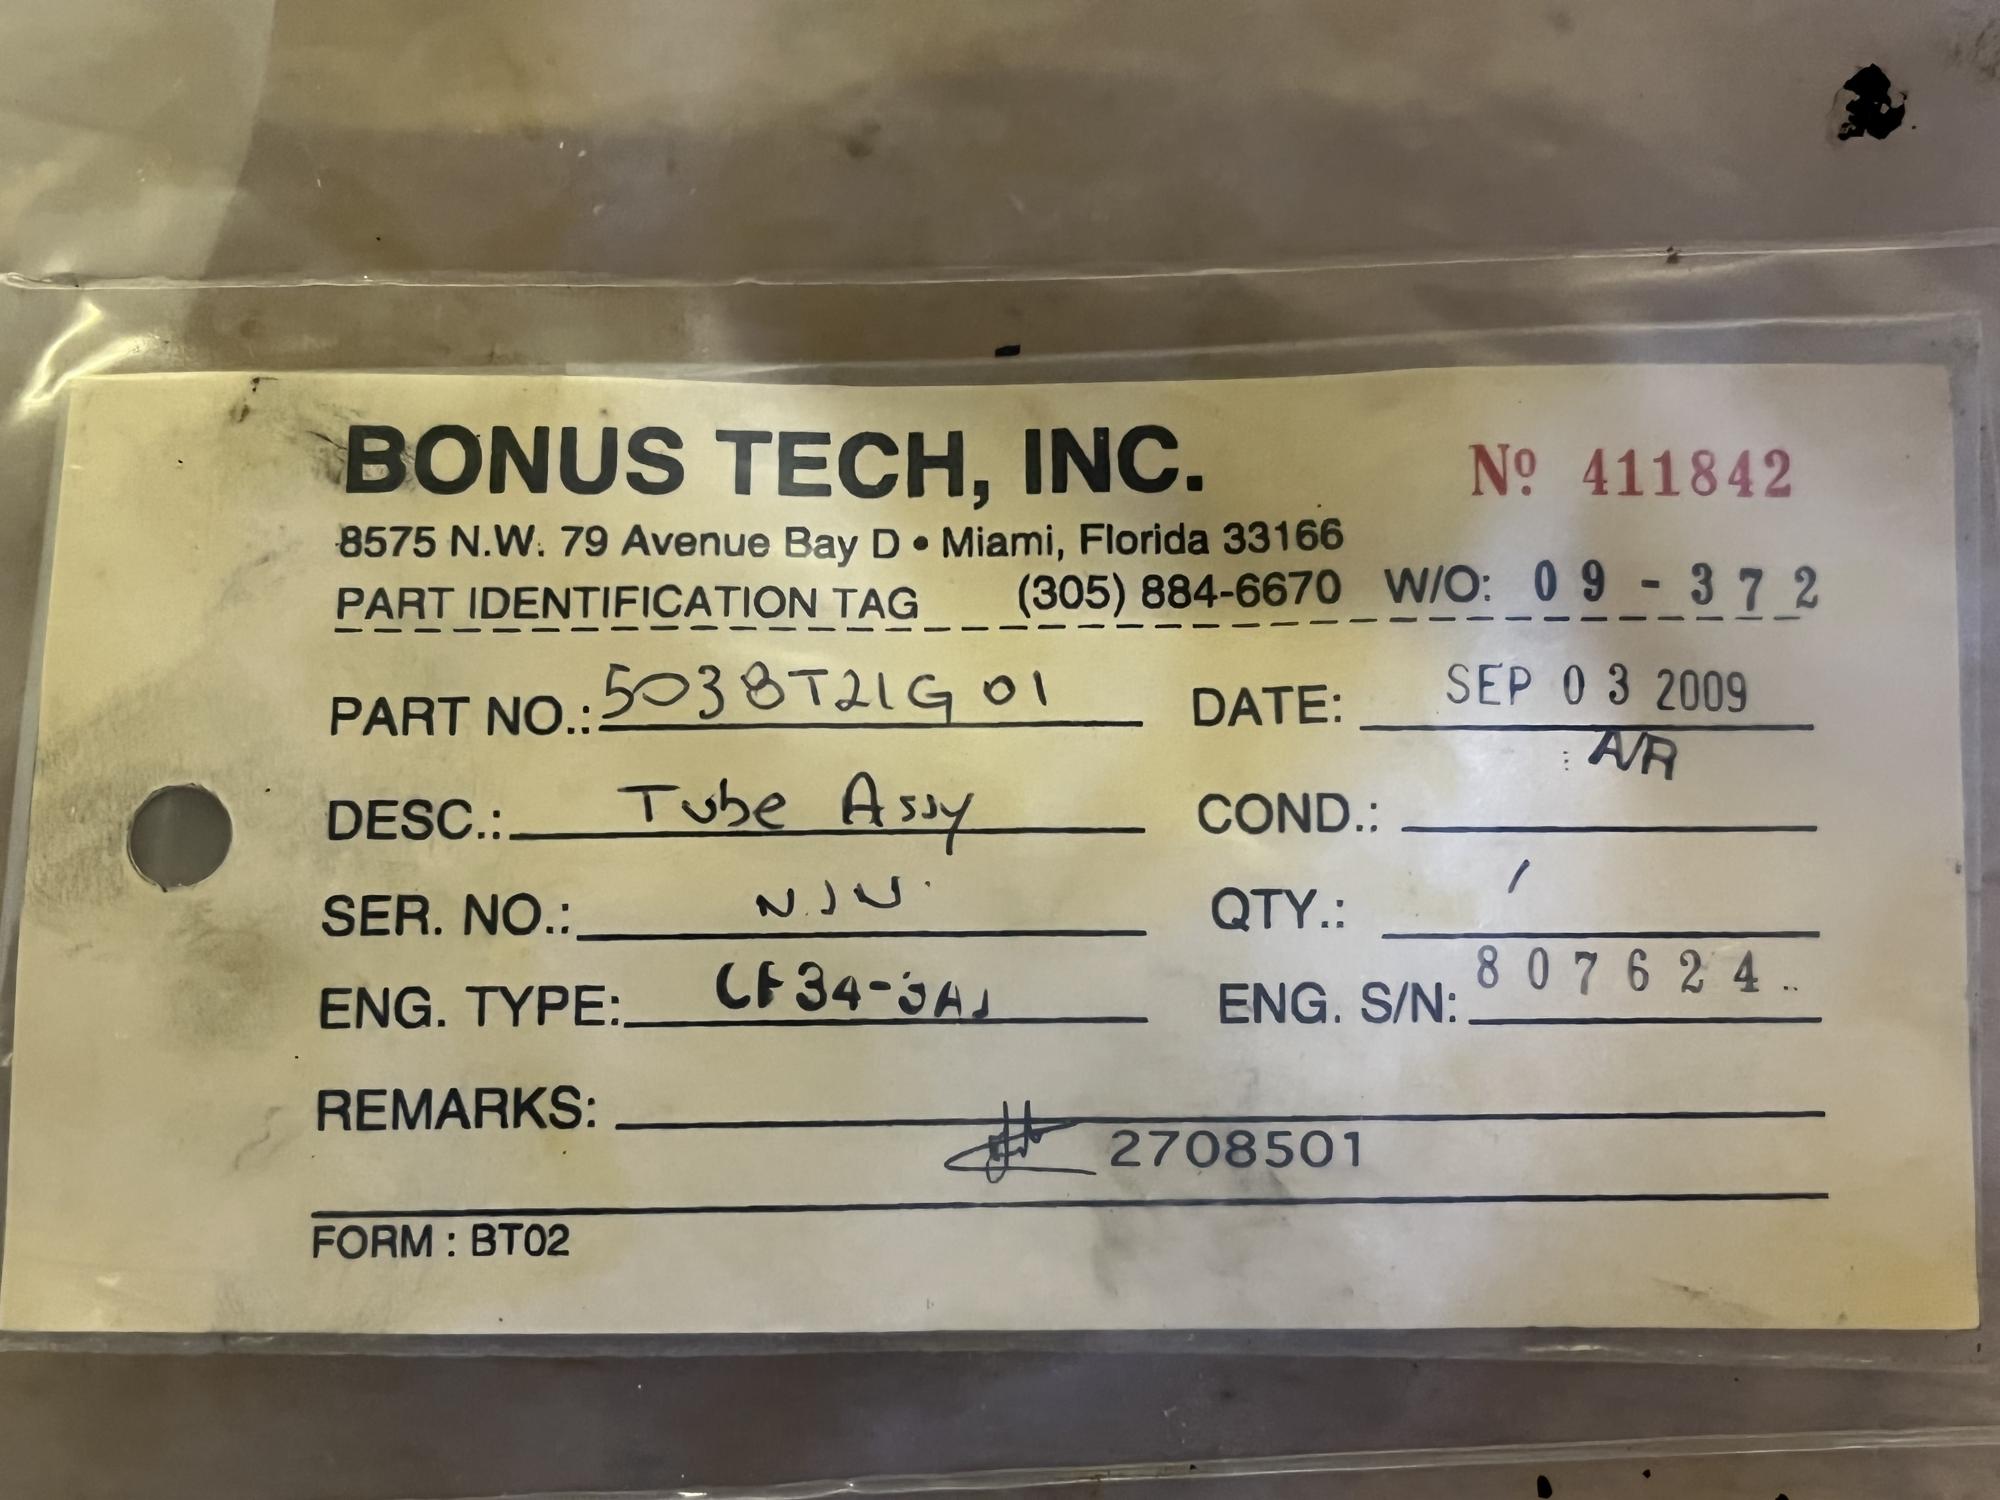 BONUS TECH, INC.
Nº 411842
8575 N.W. 79 Avenue Bay D • Miami, Florida 33166
PART IDENTIFICATION TAG (305) 884-6670 W/O: 09-372
PART NO.: 5038T21G01 DATE: SEP 03 2009
DESC.: Tube Assy COND.: A/R
SER. NO.: QTY.: 1
ENG. TYPE: CF34-3A1 ENG. S/N: 807624
REMARKS:
2708501
FORM : BT02